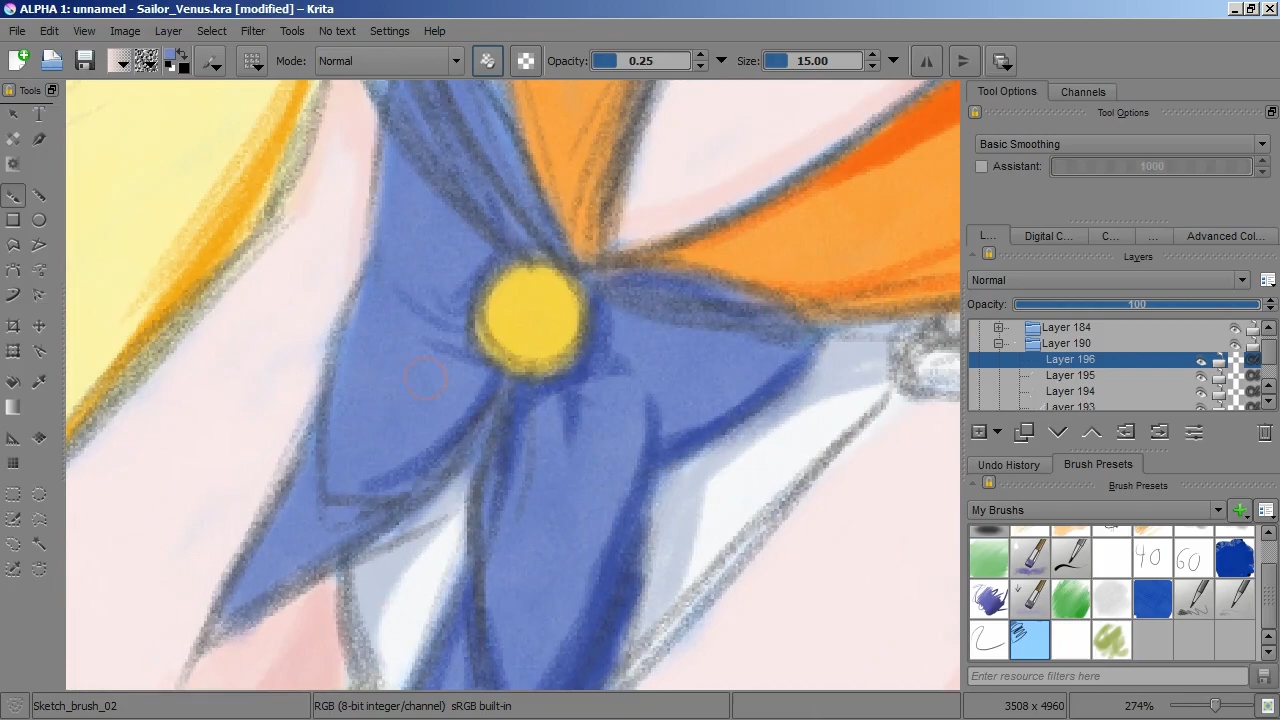 ALPHA 1: unnamed - Sailor_Venus.kra [modified] – Krita
File Edit View Image Layer Select Filter Tools No text Settings Help
Mode: Normal Opacity: 0.25 Size: 15.00
Tools
Tool Options Channels
Tool Options
Basic Smoothing
Assistant: 1000
L... Digital C... C... ... Advanced Col...
Layers
Normal
Opacity: 100
Layer 184
Layer 190
Layer 196
Layer 195
Layer 194
Layer 193
Undo History Brush Presets
Brush Presets
My Brushes
40 60
Enter resource filters here
Sketch_brush_02 RGB (8-bit integer/channel) sRGB built-in 3508 x 4960 274%